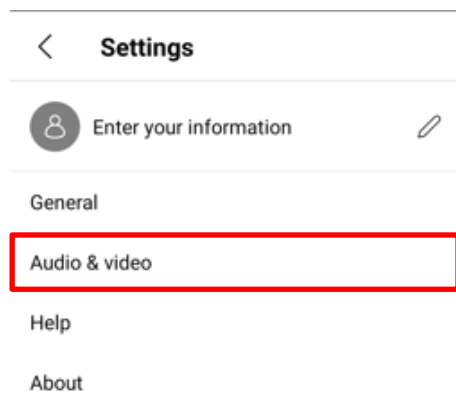 Settings
Enter your information
General
Audio & video
Help
About